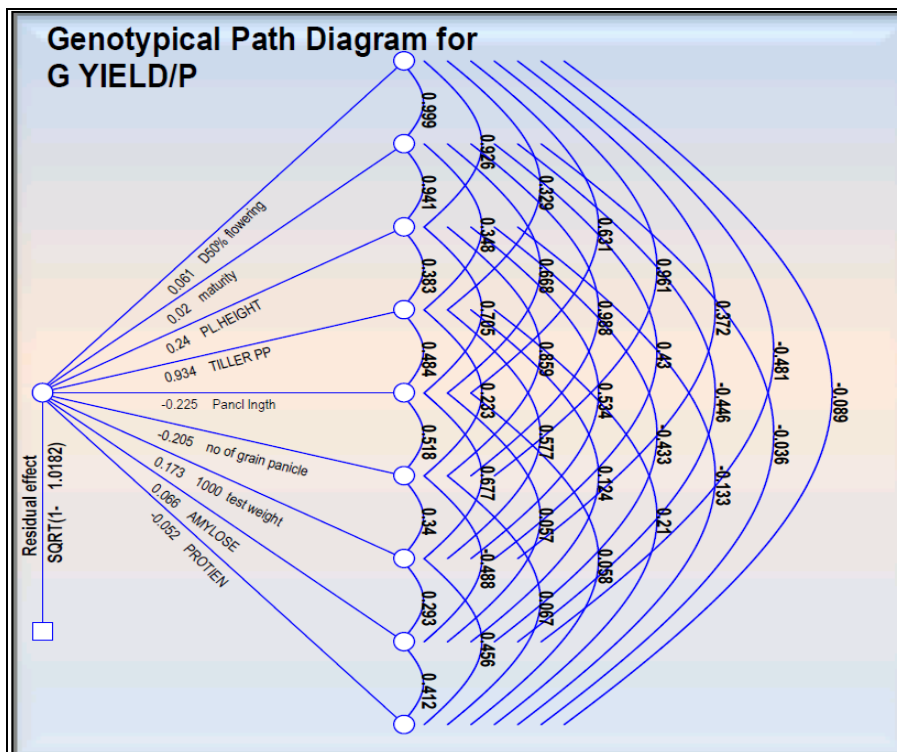 Genotypical Path Diagram for
G YIELD/P
0.061 D50% flowering
0.02 maturity
0.24 PL.HEIGHT
0.934 TILLER PP
-0.225 Pancl lngth
-0.205 no of grain panicle
0.173 1000 test weight
0.066 AMYLOSE
-0.052 PROTIEN
Residual effect
SQRT(1- 1.0182)
0.999
0.941
0.383
0.484
0.518
0.34
0.293
0.412
0.926
0.348
0.705
0.233
0.677
-0.488
0.456
0.329
0.668
0.859
0.577
0.057
0.067
0.631
0.988
0.534
0.124
0.058
0.961
0.43
-0.433
0.21
0.372
-0.446
-0.133
-0.481
-0.036
-0.089